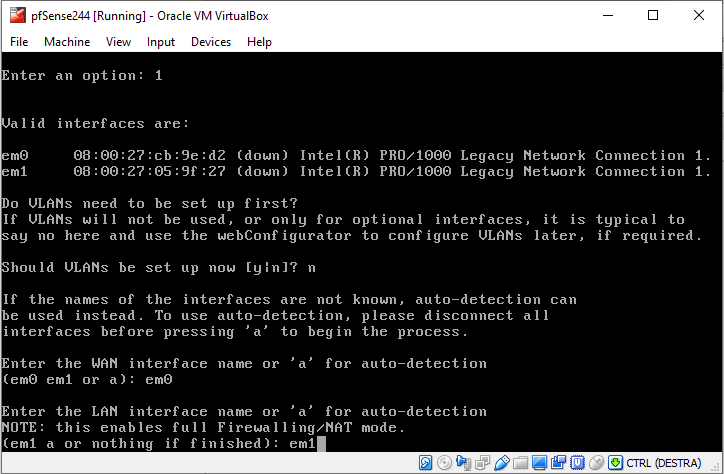 pfSense244 [Running] - Oracle VM VirtualBox
File Machine View Input Devices Help
Enter an option: 1
Valid interfaces are:
em0 08:00:27:cb:9e:d2 (down) Intel(R) PRO/1000 Legacy Network Connection 1.
em1 08:00:27:05:9f:27 (down) Intel(R) PRO/1000 Legacy Network Connection 1.
Do VLANs need to be set up first?
If VLANs will not be used, or only for optional interfaces, it is typical to
say no here and use the webConfigurator to configure VLANs later, if required.
Should VLANs be set up now [y|n]? n
If the names of the interfaces are not known, auto-detection can
be used instead. To use auto-detection, please disconnect all
interfaces before pressing 'a' to begin the process.
Enter the WAN interface name or 'a' for auto-detection
(em0 em1 or a): em0
Enter the LAN interface name or 'a' for auto-detection
NOTE: this enables full Firewalling/NAT mode.
(em1 a or nothing if finished): em1
CTRL (DESTRA)